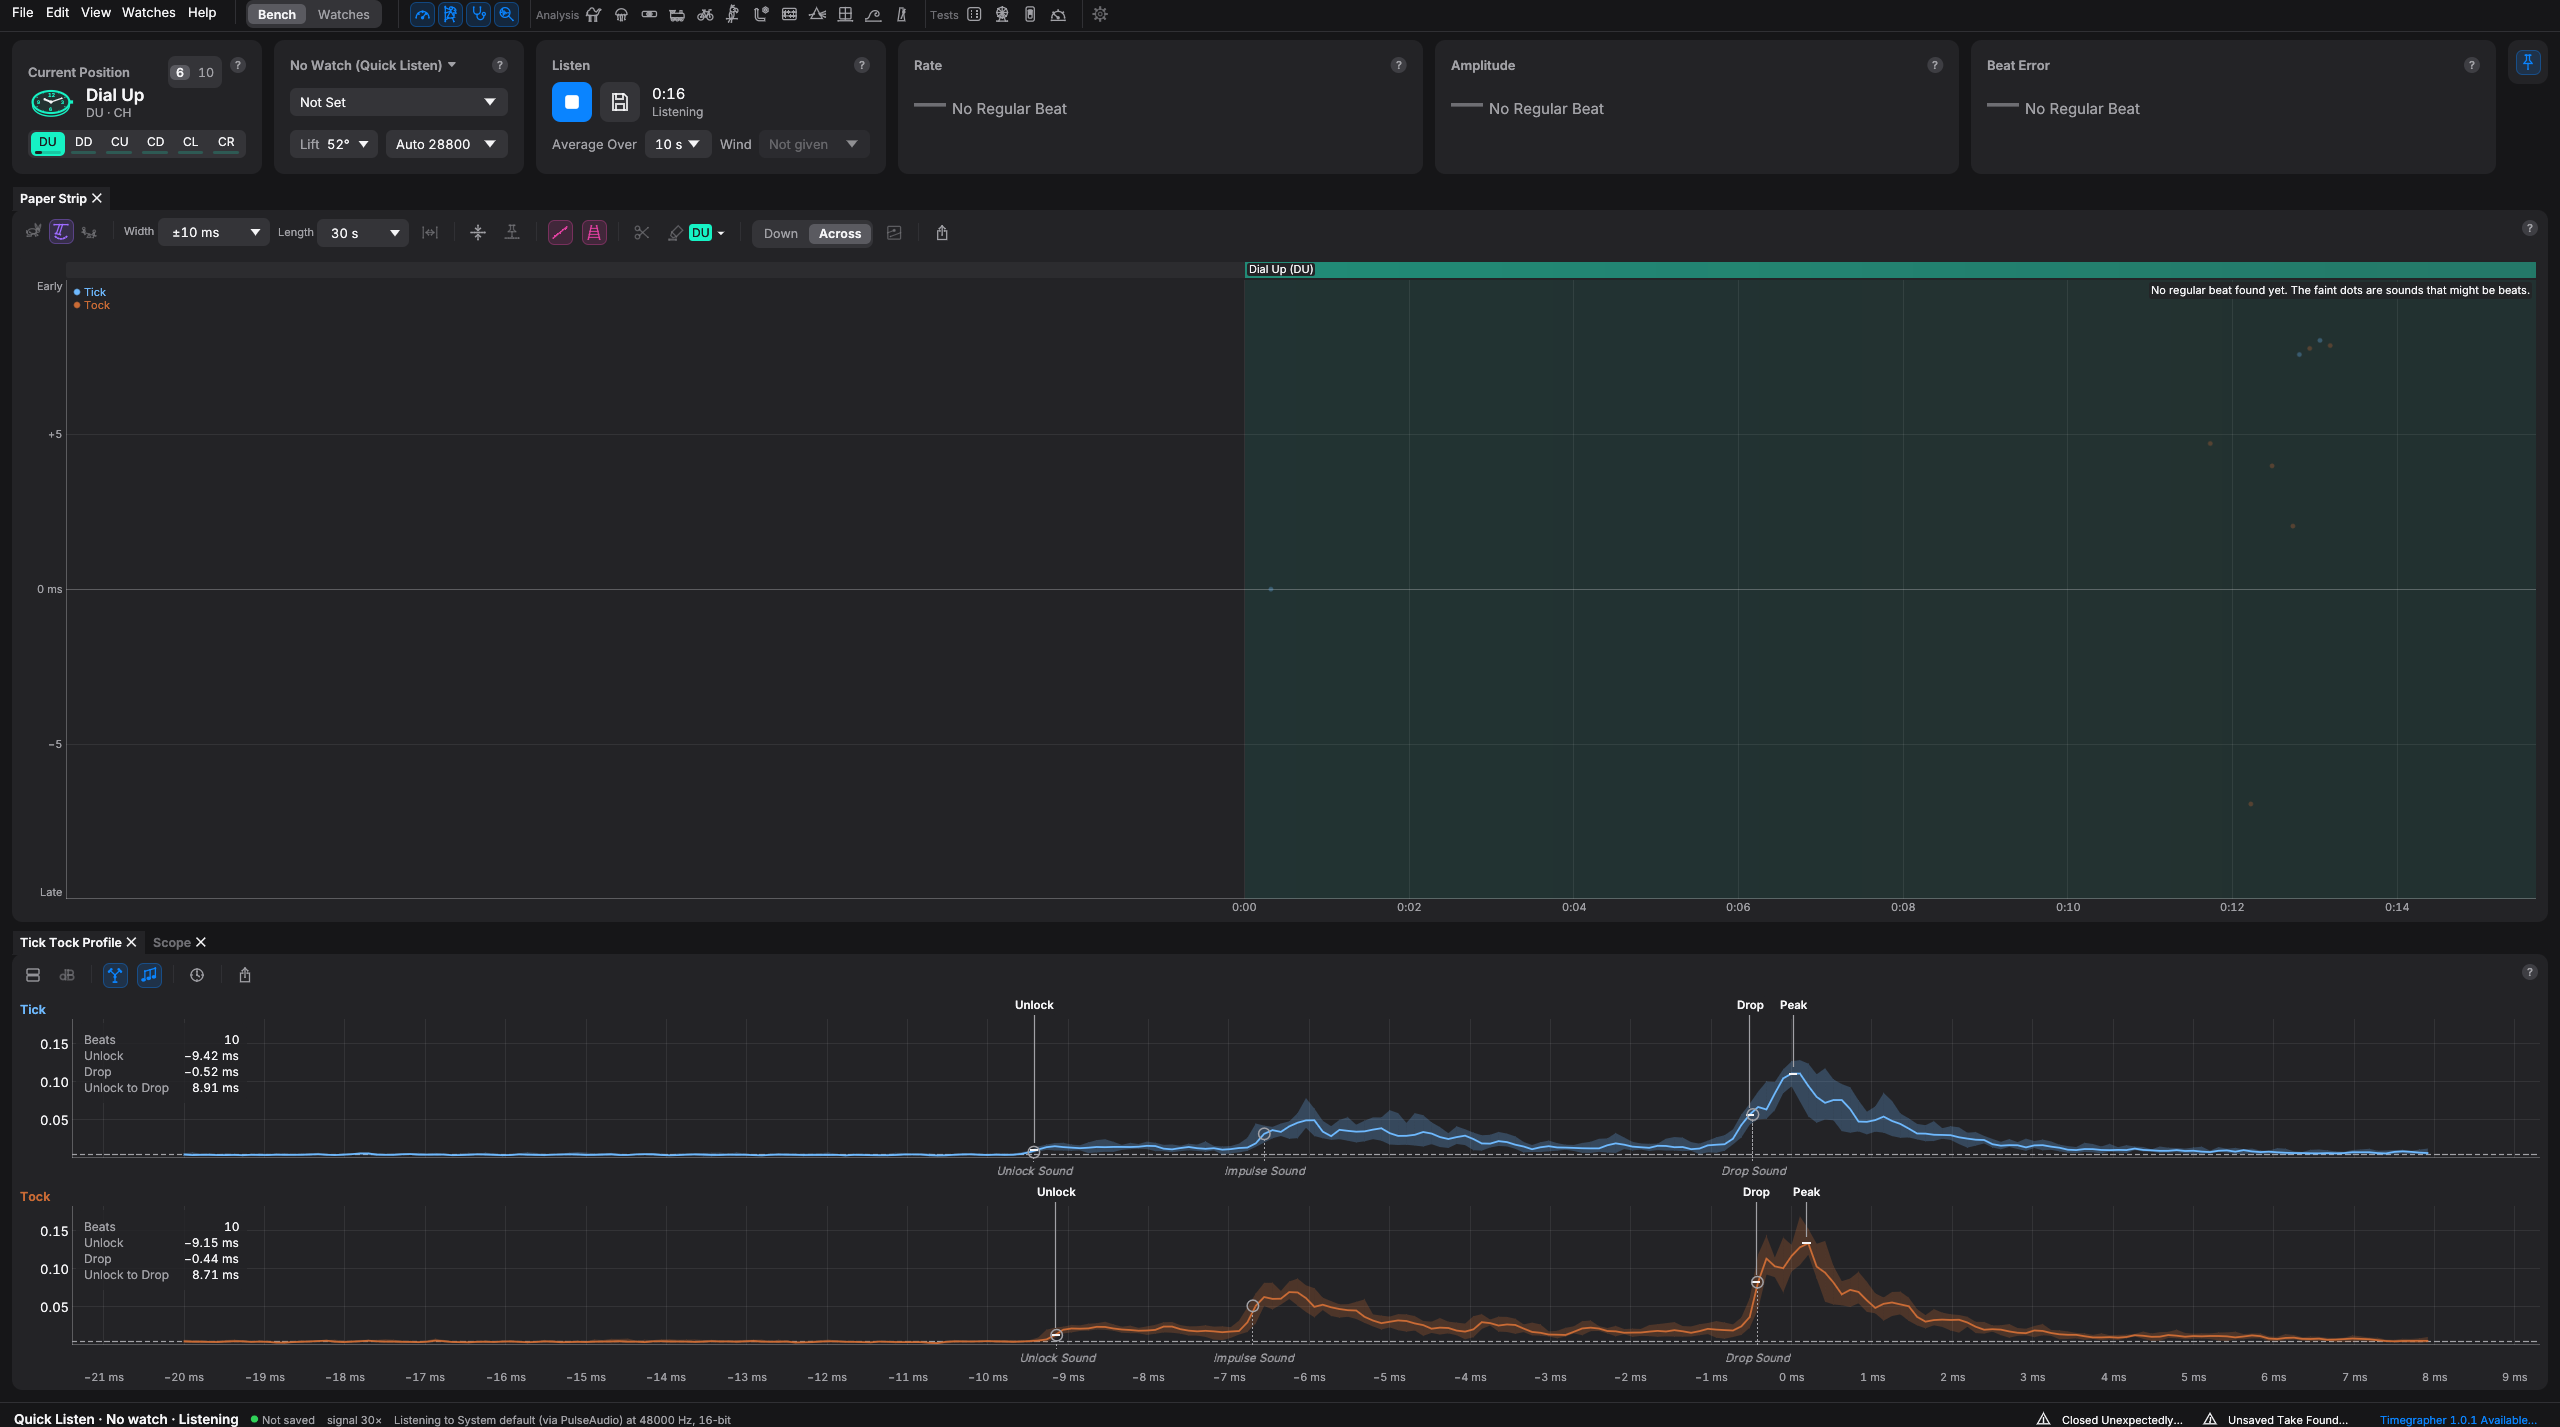 File Edit View Watches Help Bench Watches Analysis Tests
Current Position 6 10 ?
Dial Up
DU · CH
DU DD CU CD CL CR
No Watch (Quick Listen) ?
Not Set
Lift 52° Auto 28800
Listen ?
0:16
Listening
Average Over 10 s Wind Not given
Rate ?
No Regular Beat
Amplitude ?
No Regular Beat
Beat Error ?
No Regular Beat
Paper Strip
Width ±10 ms Length 30 s DU Down Across ?
Dial Up (DU)
Early
Tick
Tock
No regular beat found yet. The faint dots are sounds that might be beats.
+5
0 ms
−5
Late
0:00 0:02 0:04 0:06 0:08 0:10 0:12 0:14
Tick Tock Profile Scope
dB ?
Tick
Unlock Drop Peak
0.15
0.10
0.05
Beats 10
Unlock −9.42 ms
Drop −0.52 ms
Unlock to Drop 8.91 ms
Unlock Sound Impulse Sound Drop Sound
Tock
Unlock Drop Peak
0.15
0.10
0.05
Beats 10
Unlock −9.15 ms
Drop −0.44 ms
Unlock to Drop 8.71 ms
Unlock Sound Impulse Sound Drop Sound
−21 ms −20 ms −19 ms −18 ms −17 ms −16 ms −15 ms −14 ms −13 ms −12 ms −11 ms −10 ms −9 ms −8 ms −7 ms −6 ms −5 ms −4 ms −3 ms −2 ms −1 ms 0 ms 1 ms 2 ms 3 ms 4 ms 5 ms 6 ms 7 ms 8 ms 9 ms
Quick Listen · No watch · Listening Not saved signal 30× Listening to System default (via PulseAudio) at 48000 Hz, 16-bit Closed Unexpectedly... Unsaved Take Found... Timegrapher 1.0.1 Available...